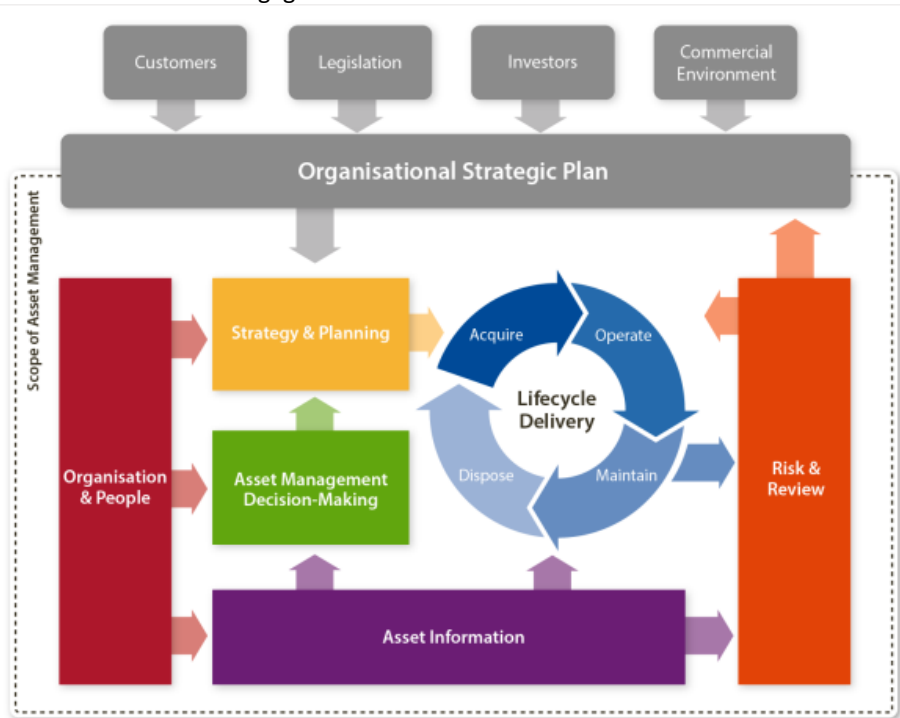 Customers
Legislation
Investors
Commercial
Environment
Organisational Strategic Plan
Scope of Asset Management
Strategy & Planning
Acquire
Operate
Lifecycle
Delivery
Organisation
& People
Asset Management
Decision-Making
Dispose
Maintain
Risk &
Review
Asset Information